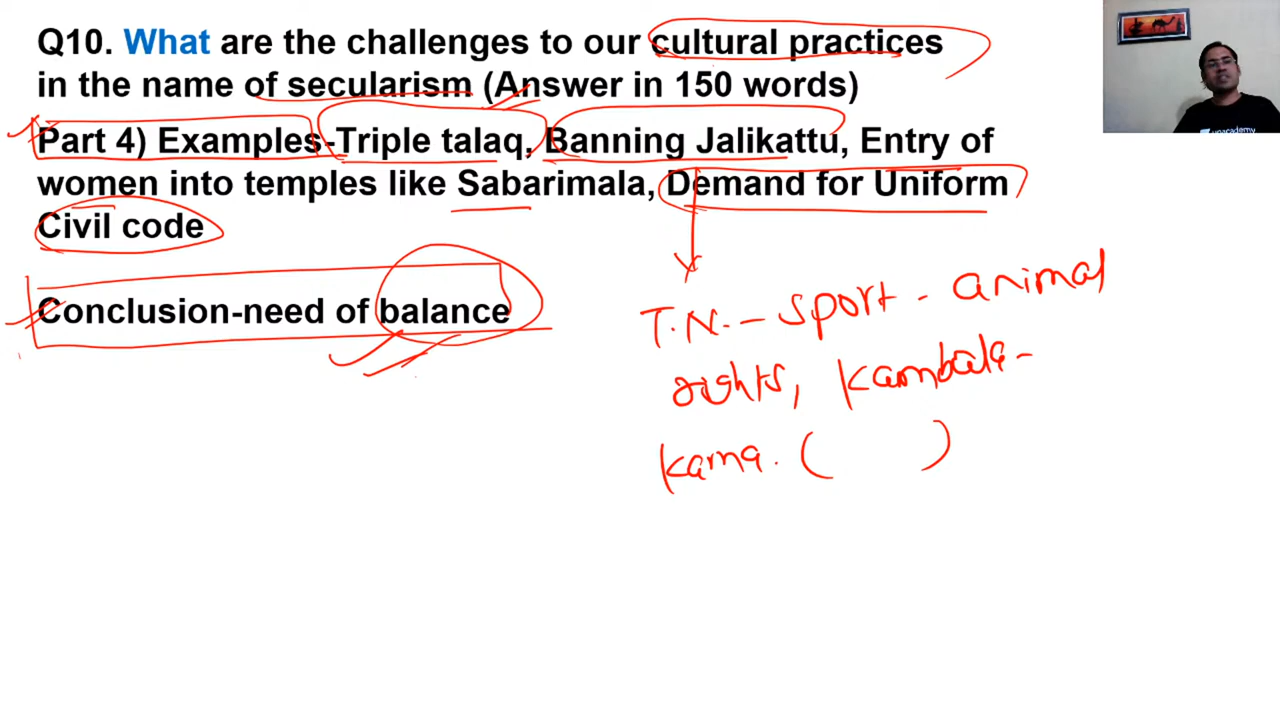 Q10. What are the challenges to our cultural practices
in the name of secularism (Answer in 150 words)
Part 4) Examples-Triple talaq, Banning Jalikattu, Entry of
women into temples like Sabarimala, Demand for Uniform
Civil code
Conclusion-need of balance
T.N. - sport - animal
rights, Kambala -
Karna. ( )
unacademy